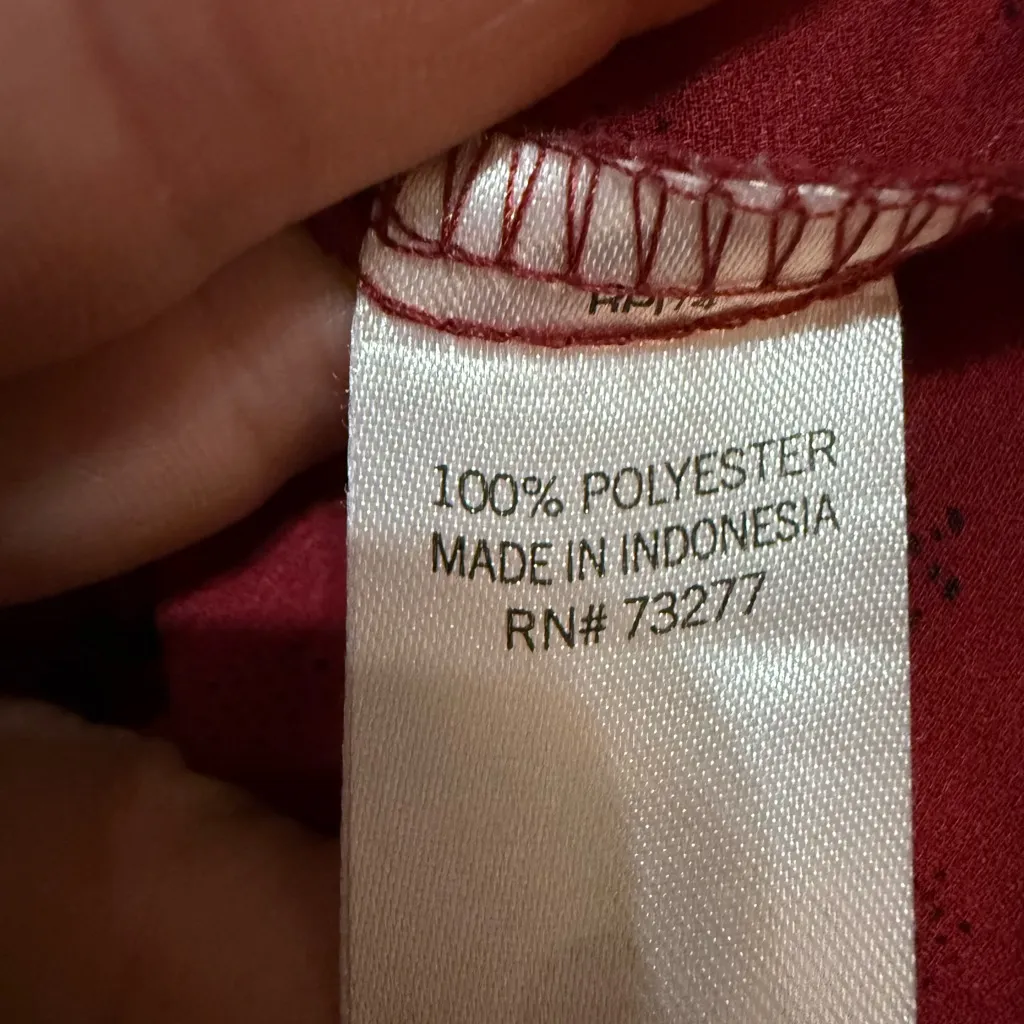 100% POLYESTER
MADE IN INDONESIA
RN# 73277